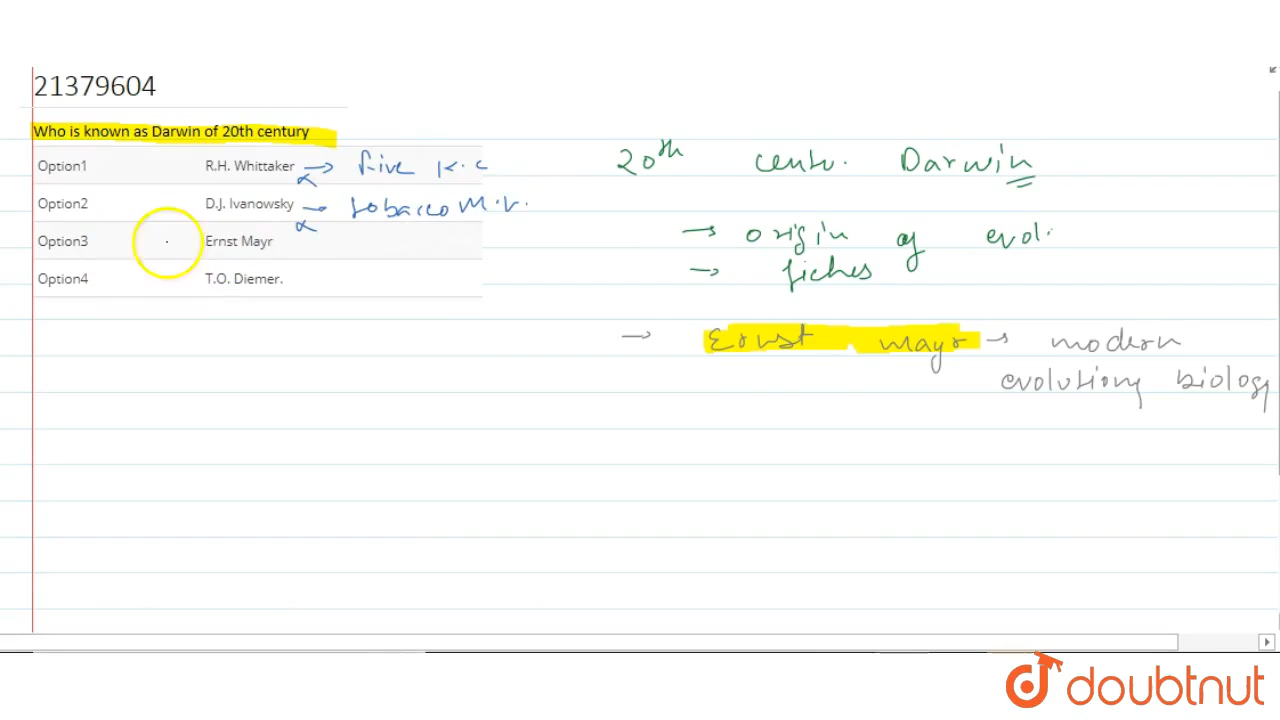 21379604
Who is known as Darwin of 20th century
Option1 R.H. Whittaker → five K.C
Option2 D.J. Ivanowsky → tobacco M.V.
Option3 Ernst Mayr
Option4 T.O. Diemer.
20th centu. Darwin
→ origin of evol.
→
→ Ernst Mayr → modern
evolutiony biology
doubtnut